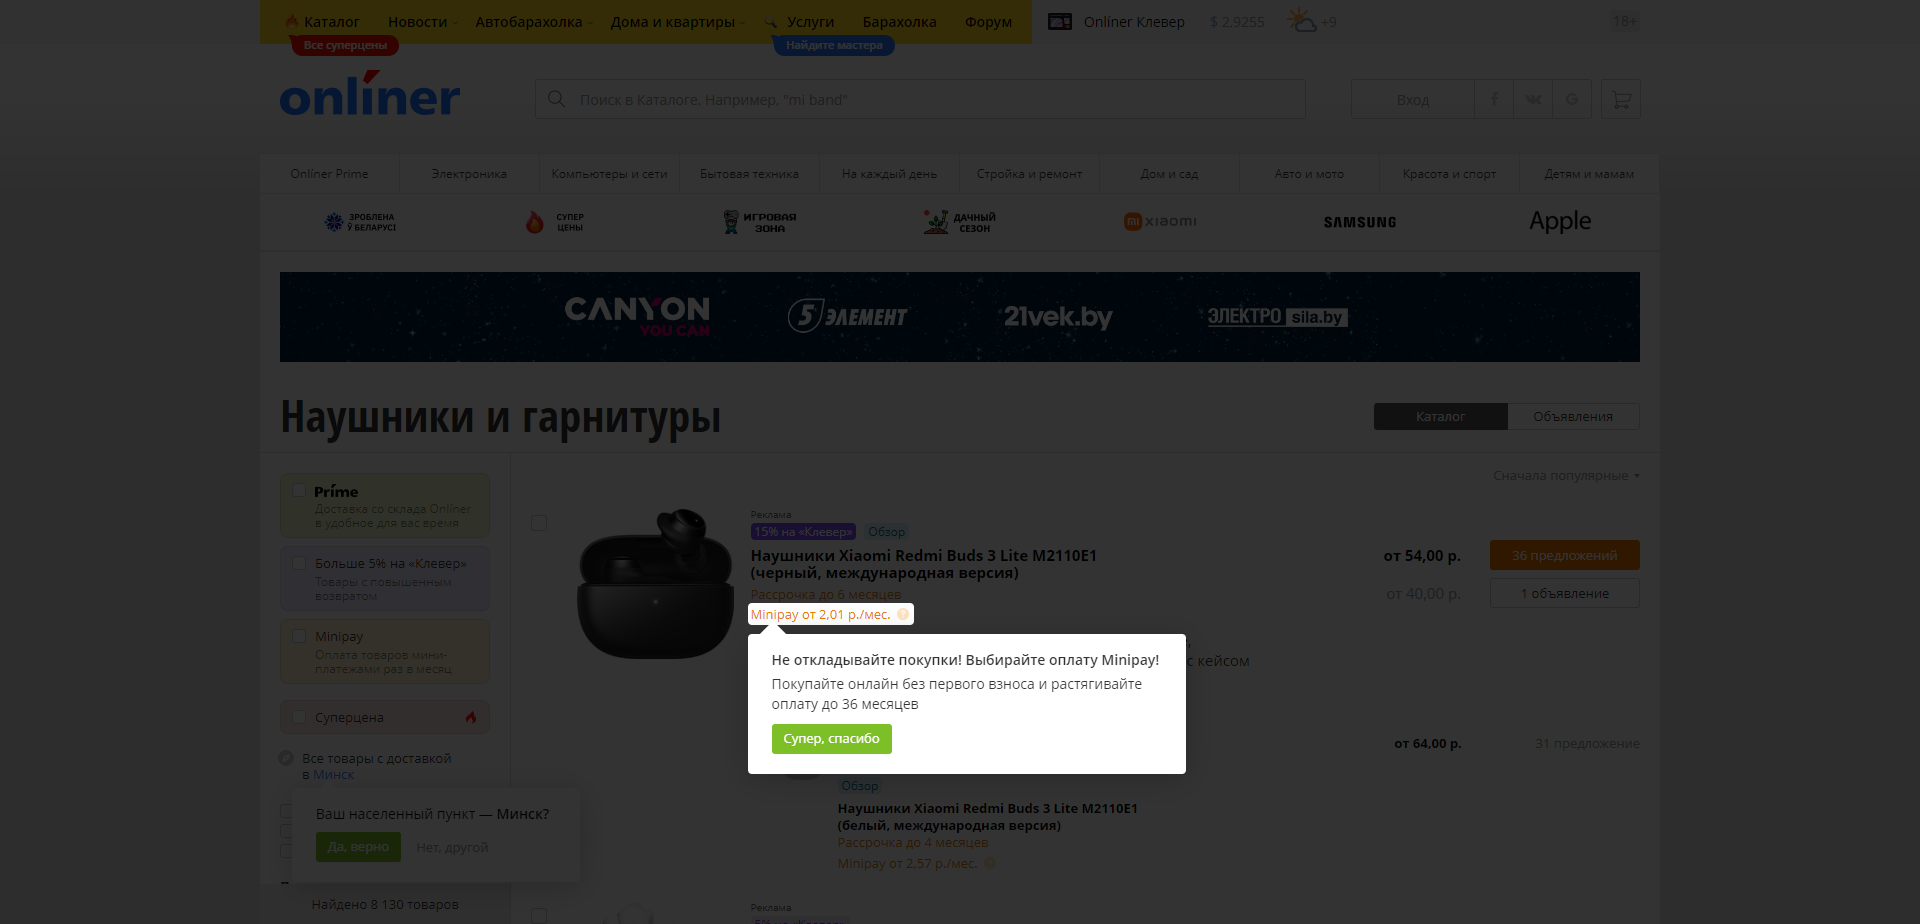 Каталог
Новости
Автобарахолка
Дома и квартиры
Услуги
Барахолка
Форум
Onlíner Клевер
$ 2,9255
+9
18+
Все суперцены
Найдите мастера
onlíner
Поиск в Каталоге. Например, "mi band"
Вход
f
G
Onlíner Prime
Электроника
Компьютеры и сети
Бытовая техника
На каждый день
Стройка и ремонт
Дом и сад
Авто и мото
Красота и спорт
Детям и мамам
ЗРОБЛЕНА
Ў БЕЛАРУСІ
СУПЕР
ЦЕНЫ
ИГРОВАЯ
ЗОНА
ДАЧНЫЙ
СЕЗОН
mi xiaomi
SAMSUNG
Apple
CANYON
YOU CAN
5 ЭЛЕМЕНТ
21vek.by
ЭЛЕКТРО sila.by
Наушники и гарнитуры
Каталог
Объявления
Сначала популярные
Príme
Доставка со склада Onlíner
в удобное для вас время
Больше 5% на «Клевер»
Товары с повышенным
возвратом
Minipay
Оплата товаров мини-
платежами раз в месяц
Суперцена
Все товары с доставкой
в Минск
Ваш населенный пункт — Минск?
Да, верно
Нет, другой
Найдено 8 130 товаров
Реклама
15% на «Клевер»
Обзор
Наушники Xiaomi Redmi Buds 3 Lite M2110E1
(черный, международная версия)
Рассрочка до 6 месяцев
Minipay от 2,01 р./мес. ?
от 54,00 р.
36 предложений
от 40,00 р.
1 объявление
с кейсом
Не откладывайте покупки! Выбирайте оплату Minipay!
Покупайте онлайн без первого взноса и растягивайте
оплату до 36 месяцев
Супер, спасибо
от 64,00 р.
31 предложение
Обзор
Наушники Xiaomi Redmi Buds 3 Lite M2110E1
(белый, международная версия)
Рассрочка до 4 месяцев
Minipay от 2,57 р./мес. ?
Реклама
5% на «Клевер»